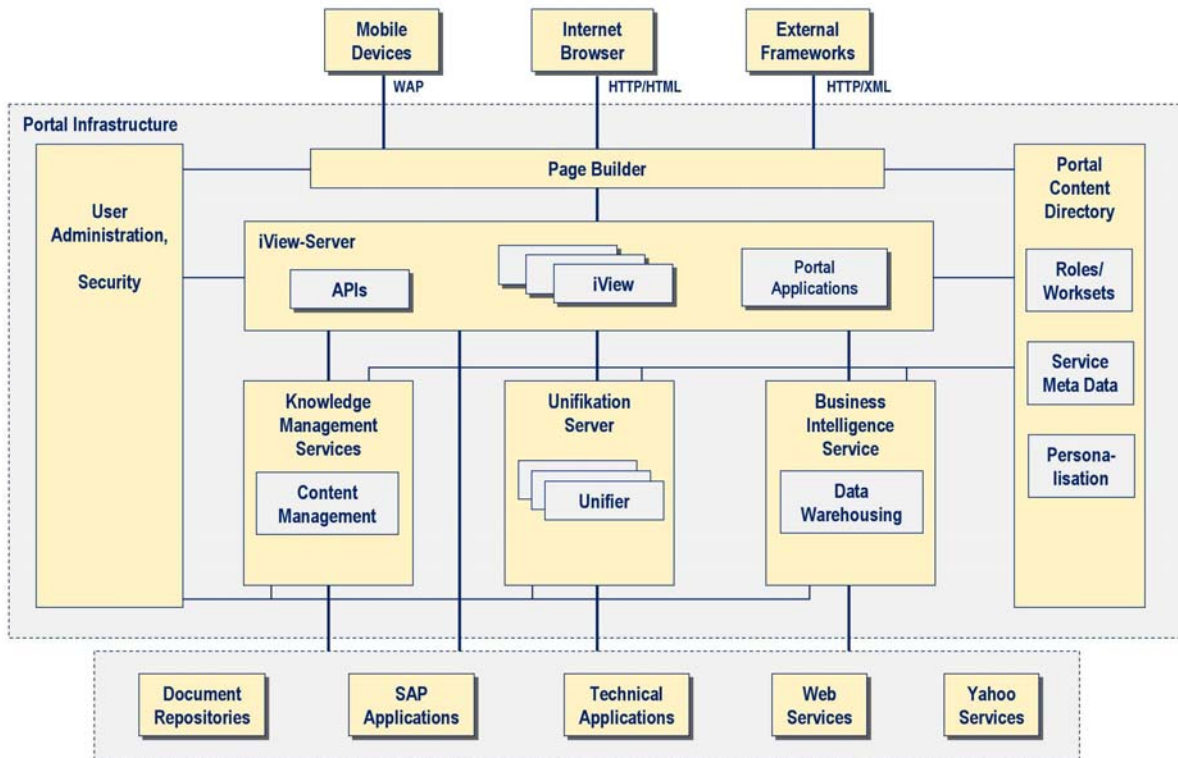 Mobile
Devices
Internet
Browser
External
Frameworks
WAP
HTTP/HTML
HTTP/XML
Portal Infrastructure
User
Administration,
Security
Page Builder
Portal
Content
Directory
Roles/
Worksets
Service
Meta Data
Persona-
lisation
iView-Server
APIs
iView
Portal
Applications
Knowledge
Management
Services
Content
Management
Unifikation
Server
Unifier
Business
Intelligence
Service
Data
Warehousing
Document
Repositories
SAP
Applications
Technical
Applications
Web
Services
Yahoo
Services